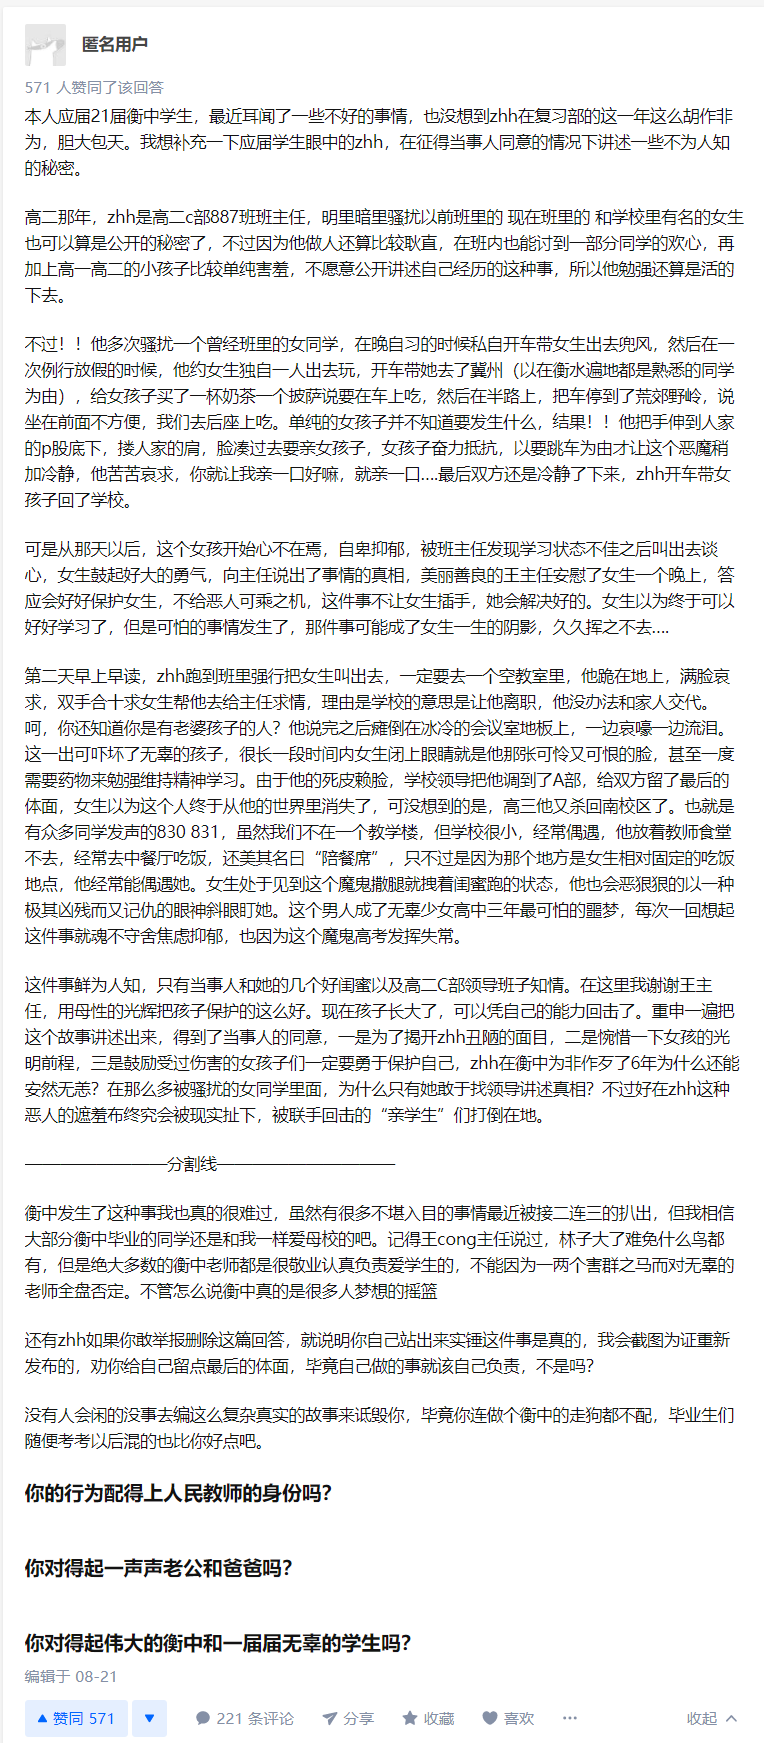 匿名用户
571 人赞同了该回答
本人应届21届衡中学生，最近耳闻了一些不好的事情，也没想到zhh在复习部的这一年这么胡作非
为，胆大包天。我想补充一下应届学生眼中的zhh，在征得当事人同意的情况下讲述一些不为人知
的秘密。
高二那年，zhh是高二c部887班班主任，明里暗里骚扰以前班里的 现在班里的 和学校里有名的女生
也可以算是公开的秘密了，不过因为他做人还算比较耿直，在班内也能讨到一部分同学的欢心，再
加上高一高二的小孩子比较单纯害羞，不愿意公开讲述自己经历的这种事，所以他勉强还算是活的
下去。
不过！！他多次骚扰一个曾经班里的女同学，在晚自习的时候私自开车带女生出去兜风，然后在一
次例行放假的时候，他约女生独自一人出去玩，开车带她去了冀州（以在衡水遍地都是熟悉的同学
为由），给女孩子买了一杯奶茶一个披萨说要在车上吃，然后在半路上，把车停到了荒郊野岭，说
坐在前面不方便，我们去后座上吃。单纯的女孩子并不知道要发生什么，结果！！他把手伸到人家
的p股底下，搂人家的肩，脸凑过去要亲女孩子，女孩子奋力抵抗，以要跳车为由才让这个恶魔稍
加冷静，他苦苦哀求，你就让我亲一口好嘛，就亲一口....最后双方还是冷静了下来，zhh开车带女
孩子回了学校。
可是从那天以后，这个女孩开始心不在焉，自卑抑郁，被班主任发现学习状态不佳之后叫出去谈
心，女生鼓起好大的勇气，向主任说出了事情的真相，美丽善良的王主任安慰了女生一个晚上，答
应会好好保护女生，不给恶人可乘之机，这件事不让女生插手，她会解决好的。女生以为终于可以
好好学习了，但是可怕的事情发生了，那件事可能成了女生一生的阴影，久久挥之不去....
第二天早上早读，zhh跑到班里强行把女生叫出去，一定要去一个空教室里，他跪在地上，满脸哀
求，双手合十求女生帮他去给主任求情，理由是学校的意思是让他离职，他没办法和家人交代。
呵，你还知道你是有老婆孩子的人？他说完之后瘫倒在冰冷的会议室地板上，一边哀嚎一边流泪。
这一出可吓坏了无辜的孩子，很长一段时间内女生闭上眼睛就是他那张可怜又可恨的脸，甚至一度
需要药物来勉强维持精神学习。由于他的死皮赖脸，学校领导把他调到了A部，给双方留了最后的
体面，女生以为这个人终于从他的世界里消失了，可没想到的是，高三他又杀回南校区了。也就是
有众多同学发声的830 831，虽然我们不在一个教学楼，但学校很小，经常偶遇，他放着教师食堂
不去，经常去中餐厅吃饭，还美其名曰“陪餐席”，只不过是因为那个地方是女生相对固定的吃饭
地点，他经常能偶遇她。女生处于见到这个魔鬼撒腿就拽着闺蜜跑的状态，他也会恶狠狠的以一种
极其凶残而又记仇的眼神斜眼盯她。这个男人成了无辜少女高中三年最可怕的噩梦，每次一回想起
这件事就魂不守舍焦虑抑郁，也因为这个魔鬼高考发挥失常。
这件事鲜为人知，只有当事人和她的几个好闺蜜以及高二C部领导班子知情。在这里我谢谢王主
任，用母性的光辉把孩子保护的这么好。现在孩子长大了，可以凭自己的能力回击了。重申一遍把
这个故事讲述出来，得到了当事人的同意，一是为了揭开zhh丑陋的面目，二是惋惜一下女孩的光
明前程，三是鼓励受过伤害的女孩子们一定要勇于保护自己，zhh在衡中为非作歹了6年为什么还能
安然无恙？在那么多被骚扰的女同学里面，为什么只有她敢于找领导讲述真相？不过好在zhh这种
恶人的遮羞布终究会被现实扯下，被联手回击的“亲学生”们打倒在地。
————————分割线——————————
衡中发生了这种事我也真的很难过，虽然有很多不堪入目的事情最近被接二连三的扒出，但我相信
大部分衡中毕业的同学还是和我一样爱母校的吧。记得王cong主任说过，林子大了难免什么鸟都
有，但是绝大多数的衡中老师都是很敬业认真负责爱学生的，不能因为一两个害群之马而对无辜的
老师全盘否定。不管怎么说衡中真的是很多人梦想的摇篮
还有zhh如果你敢举报删除这篇回答，就说明你自己站出来实锤这件事是真的，我会截图为证重新
发布的，劝你给自己留点最后的体面，毕竟自己做的事就该自己负责，不是吗？
没有人会闲的没事去编这么复杂真实的故事来诋毁你，毕竟你连做个衡中的走狗都不配，毕业生们
随便考考以后混的也比你好点吧。
你的行为配得上人民教师的身份吗？
你对得起一声声老公和爸爸吗？
你对得起伟大的衡中和一届届无辜的学生吗？
编辑于 08-21
赞同 571 221 条评论 分享 收藏 喜欢 ··· 收起